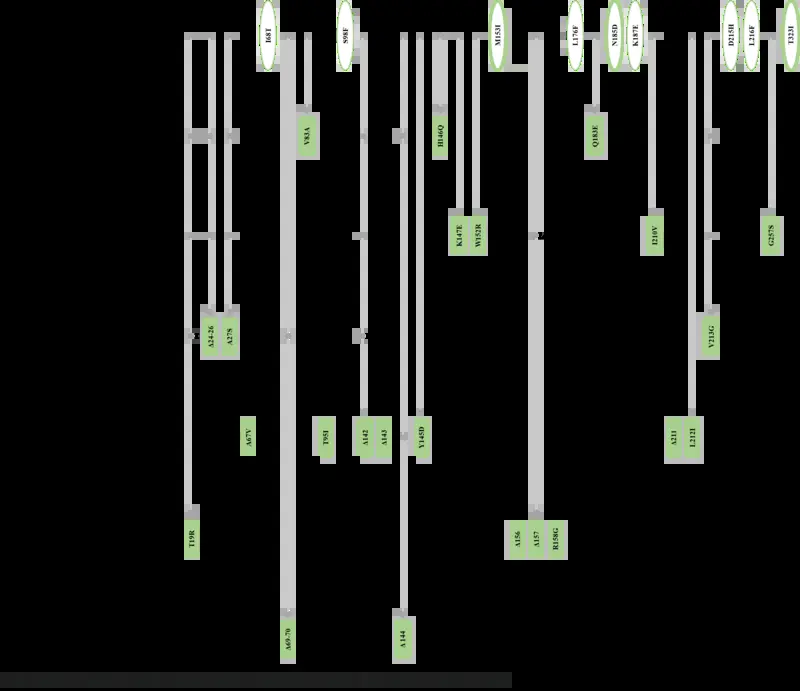 I68T
S98F
M153I
L176F
N185D
K187E
D215H
L216F
T323I
V83A
H146Q
Q183E
K147E
W152R
I210V
G257S
Δ24-26
A27S
V213G
A67V
T95I
Δ142
Δ143
Y145D
Δ211
L212I
T19R
Δ156
Δ157
R158G
Δ69-70
Δ144